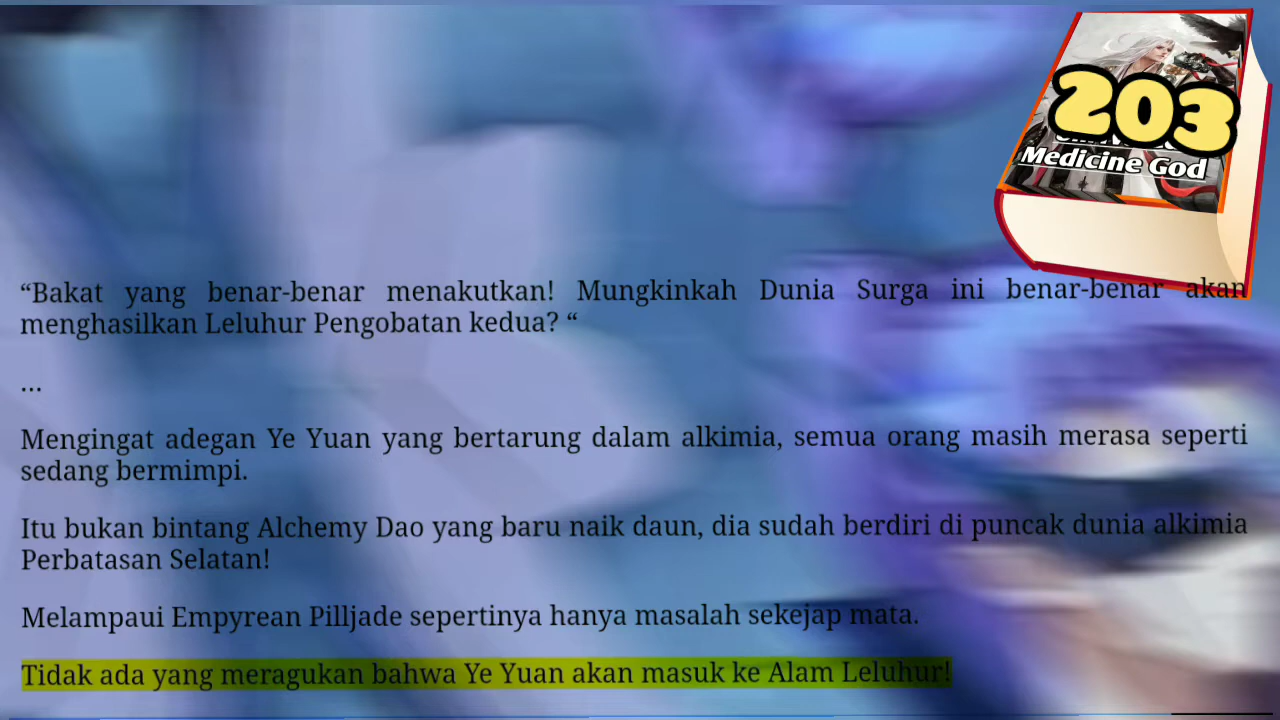 203
Medicine God
“Bakat yang benar-benar menakutkan! Mungkinkah Dunia Surga ini benar-benar akan
menghasilkan Leluhur Pengobatan kedua? “
...
Mengingat adegan Ye Yuan yang bertarung dalam alkimia, semua orang masih merasa seperti
sedang bermimpi.
Itu bukan bintang Alchemy Dao yang baru naik daun, dia sudah berdiri di puncak dunia alkimia
Perbatasan Selatan!
Melampaui Empyrean Pilljade sepertinya hanya masalah sekejap mata.
Tidak ada yang meragukan bahwa Ye Yuan akan masuk ke Alam Leluhur!